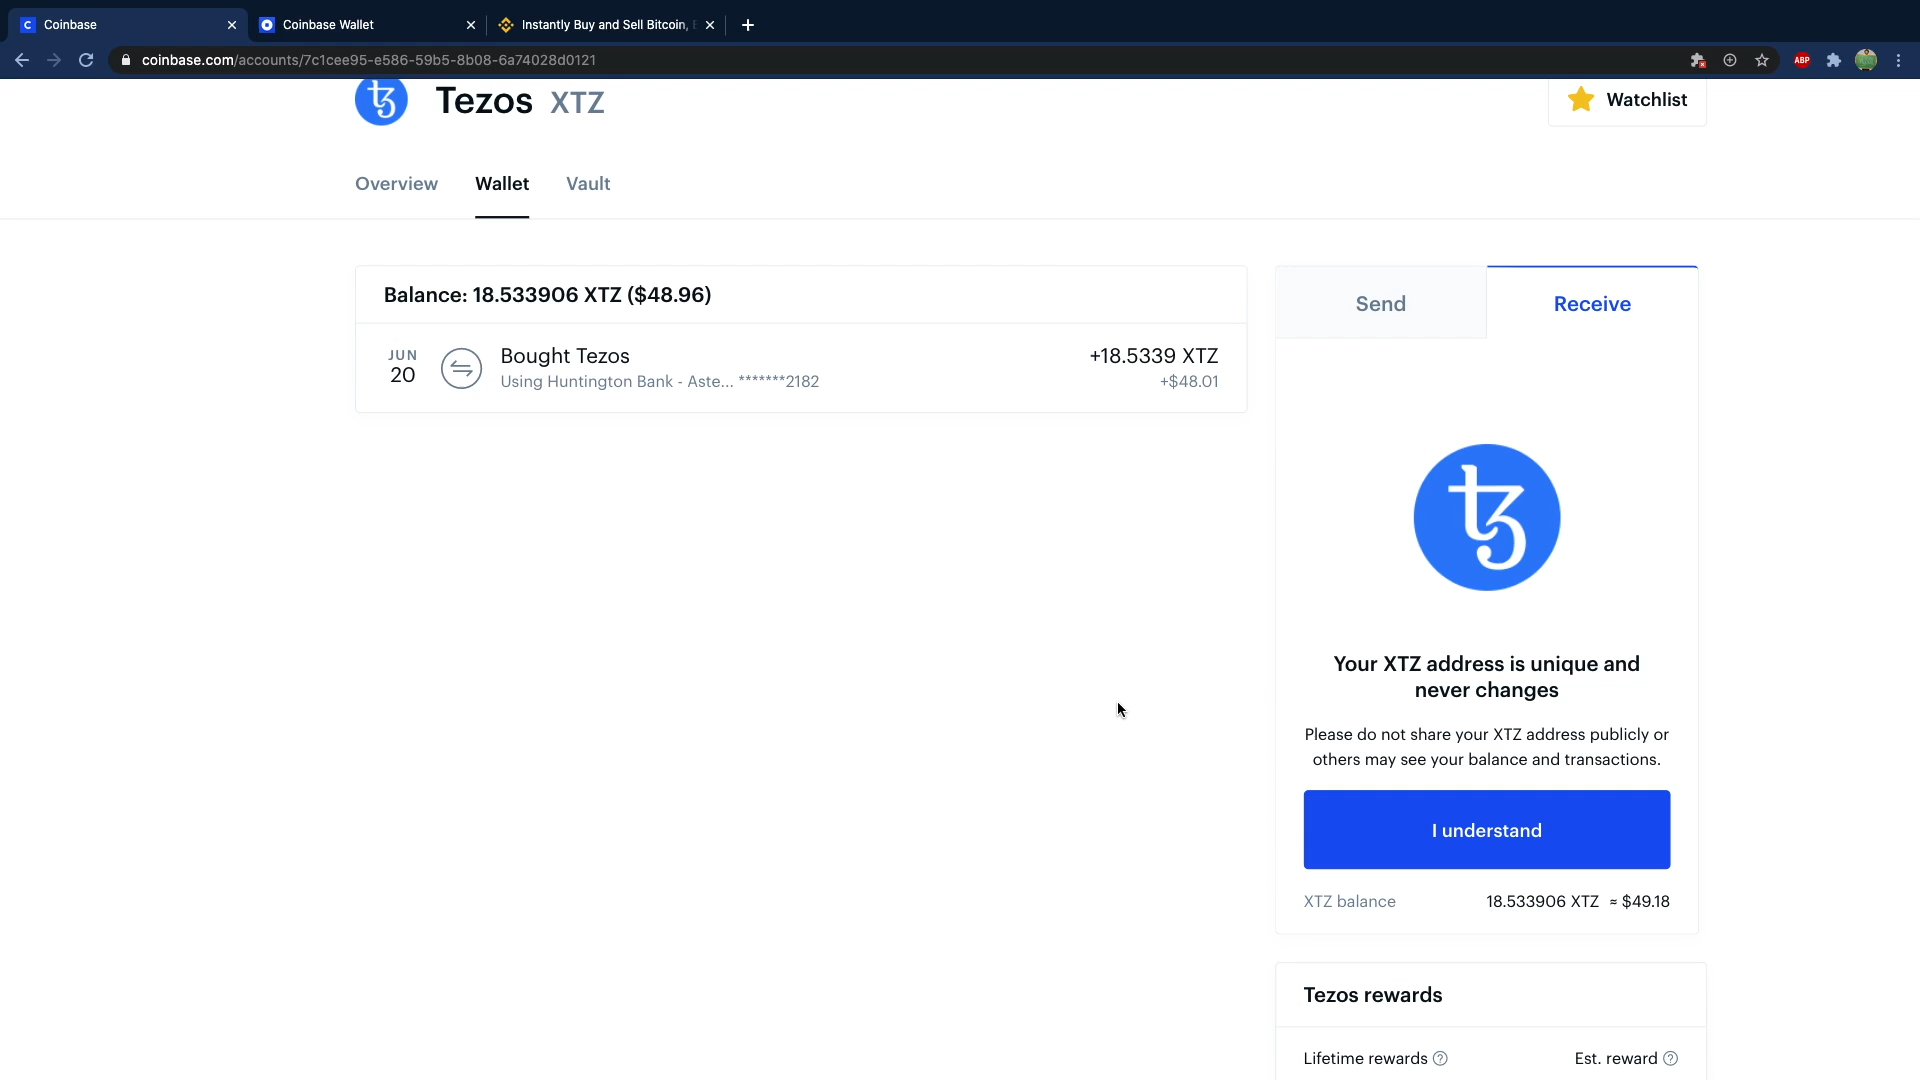 Coinbase
Coinbase Wallet
Instantly Buy and Sell Bitcoin,
coinbase.com/accounts/7c1cee95-e586-59b5-8b08-6a74028d0121
ABP
Tezos XTZ
Watchlist
Overview
Wallet
Vault
Balance: 18.533906 XTZ ($48.96)
JUN
20
Bought Tezos
Using Huntington Bank - Aste... *******2182
+18.5339 XTZ
+$48.01
Send
Receive
Your XTZ address is unique and
never changes
Please do not share your XTZ address publicly or
others may see your balance and transactions.
I understand
XTZ balance
18.533906 XTZ ≈ $49.18
Tezos rewards
Lifetime rewards ?
Est. reward ?